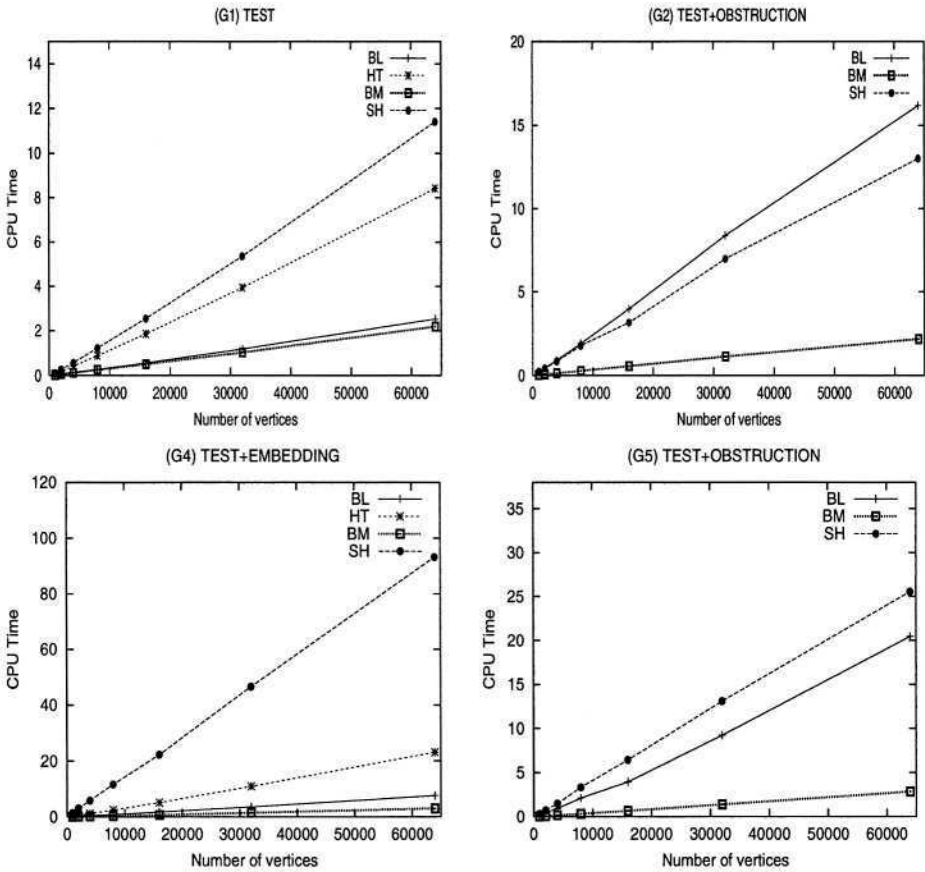 (G1) TEST
14
12
10
8
6
4
2
0
CPU Time
BL
HT
BM
SH
0 10000 20000 30000 40000 50000 60000
Number of vertices
(G2) TEST+OBSTRUCTION
20
15
10
5
0
CPU Time
BL
BM
SH
0 10000 20000 30000 40000 50000 60000
Number of vertices
(G4) TEST+EMBEDDING
120
100
80
60
40
20
0
CPU Time
BL
HT
BM
SH
0 10000 20000 30000 40000 50000 60000
Number of vertices
(G5) TEST+OBSTRUCTION
35
30
25
20
15
10
5
0
CPU Time
BL
BM
SH
0 10000 20000 30000 40000 50000 60000
Number of vertices